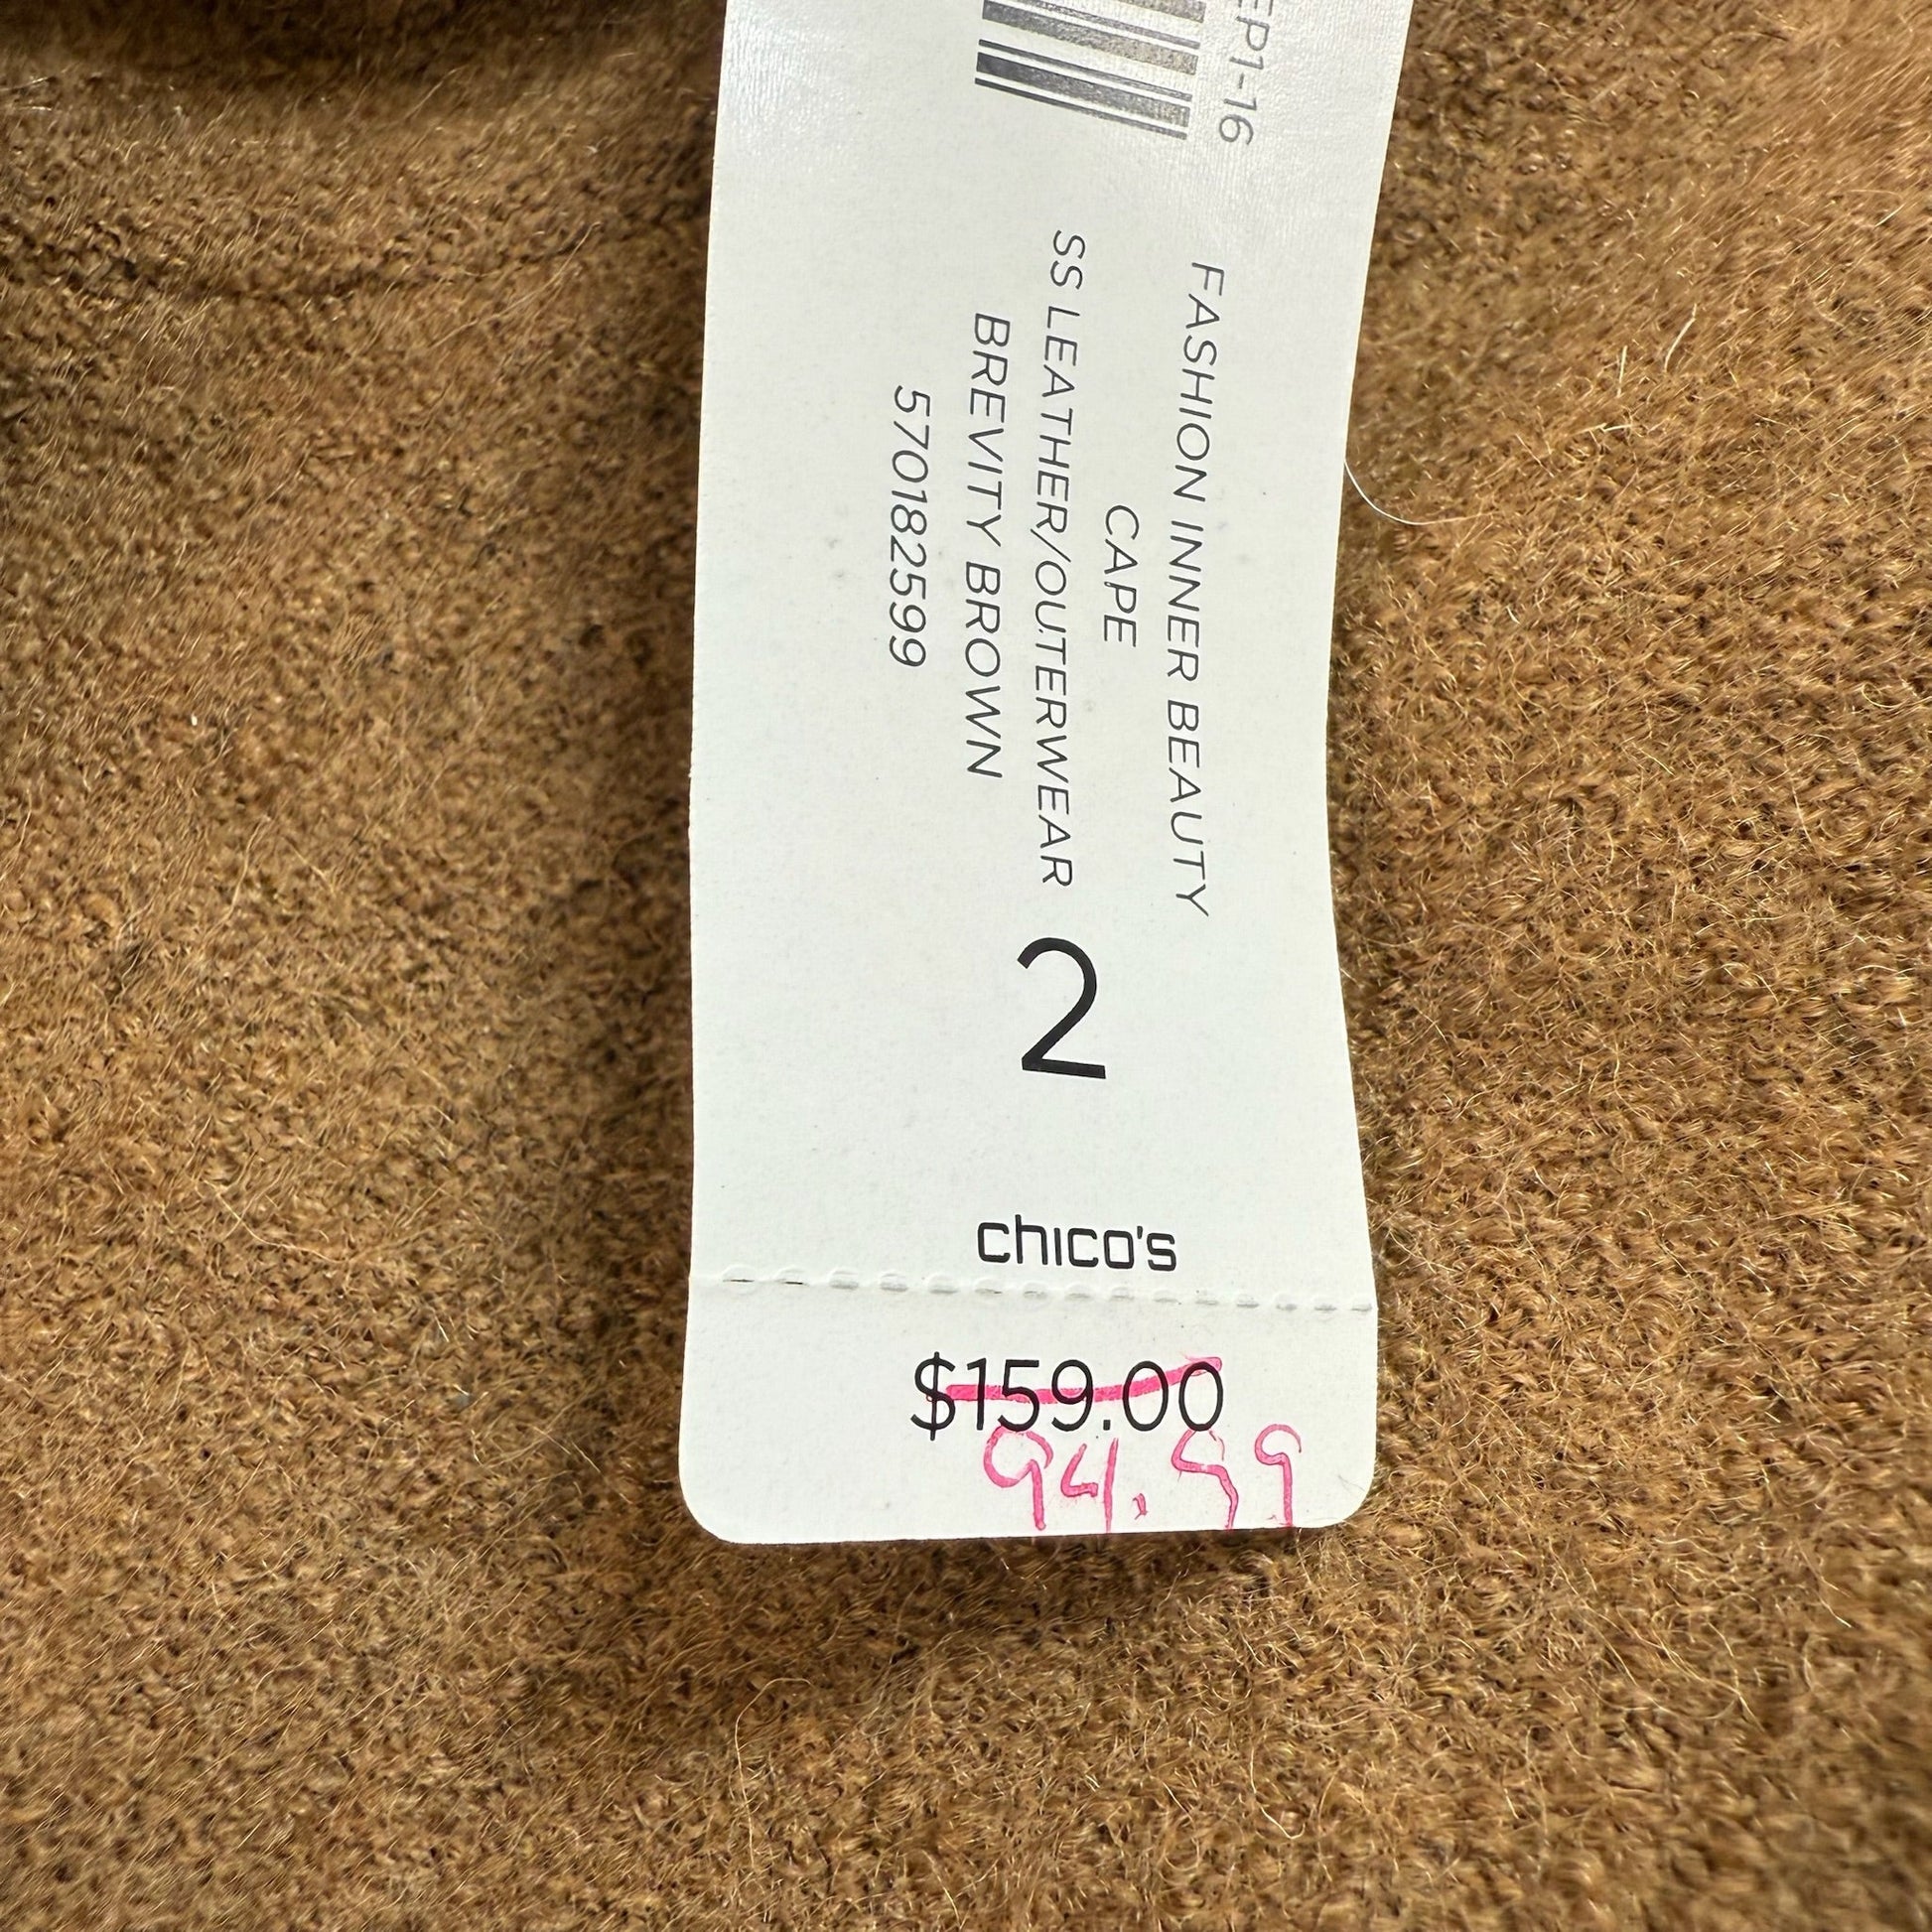 EP1-16
FASHION INNER BEAUTY
CAPE
SS LEATHER/OUTERWEAR
BREVITY BROWN
570182599
2
chico's
$159.00
94.99